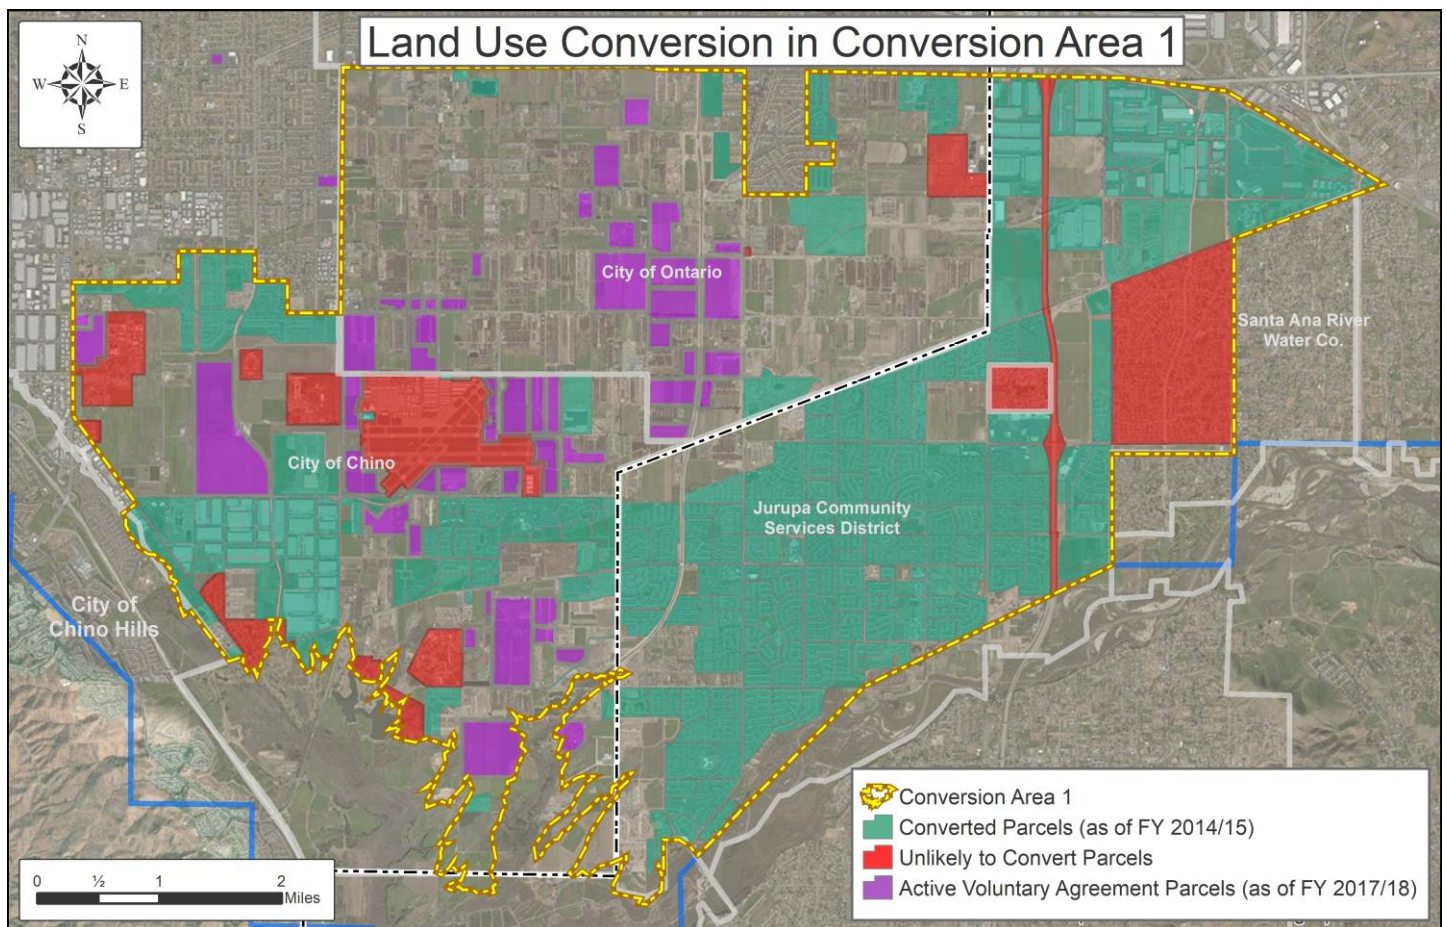 Land Use Conversion in Conversion Area 1
N
W E
S
City of Ontario
Santa Ana River
Water Co.
City of Chino
Jurupa Community
Services District
City of
Chino Hills
Conversion Area 1
Converted Parcels (as of FY 2014/15)
Unlikely to Convert Parcels
Active Voluntary Agreement Parcels (as of FY 2017/18)
0 ½ 1 2
Miles